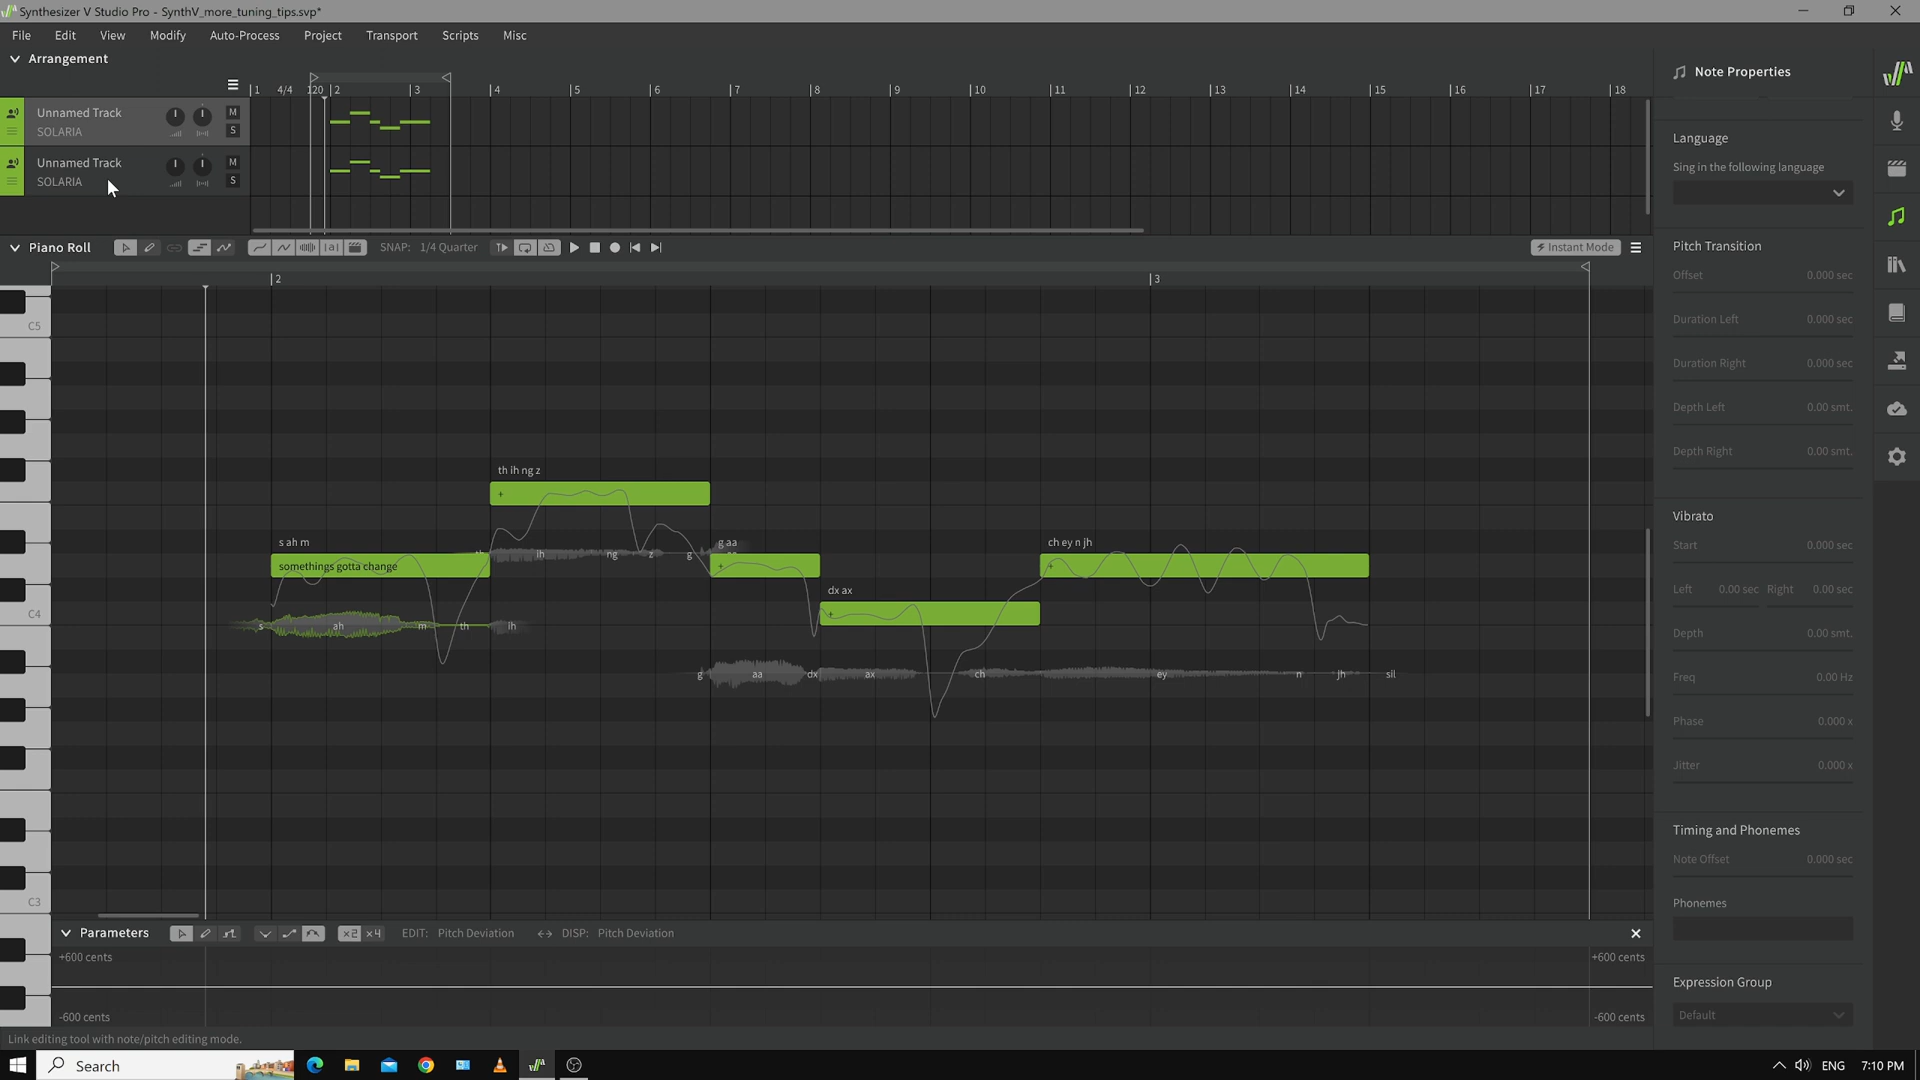 Synthesizer V Studio Pro - SynthV_more_tuning_tips.svp*
File Edit View Modify Auto-Process Project Transport Scripts Misc
Arrangement
1 4/4 120 2 3 4 5 6 7 8 9 10 11 12 13 14 15 16 17 18
Unnamed Track M
SOLARIA S
Unnamed Track M
SOLARIA S
Piano Roll SNAP: 1/4 Quarter Instant Mode
2 3
C5
th ih ng z
+
s ah m
somethings gotta change
th ih ng z g
g aa
+
ch ey n jh
+
dx ax
+
C4
s ah m th ih
g aa dx ax ch ey n jh sil
C3
Parameters x2 x4 EDIT: Pitch Deviation DISP: Pitch Deviation
+600 cents +600 cents
-600 cents -600 cents
Link editing tool with note/pitch editing mode.
Note Properties
Language
Sing in the following language
Pitch Transition
Offset 0.000 sec
Duration Left 0.000 sec
Duration Right 0.000 sec
Depth Left 0.00 smt.
Depth Right 0.00 smt.
Vibrato
Start 0.000 sec
Left 0.00 sec Right 0.00 sec
Depth 0.00 smt.
Freq 0.00 Hz
Phase 0.000 x
Jitter 0.000 x
Timing and Phonemes
Note Offset 0.000 sec
Phonemes
Expression Group
Default
Search ENG 7:10 PM